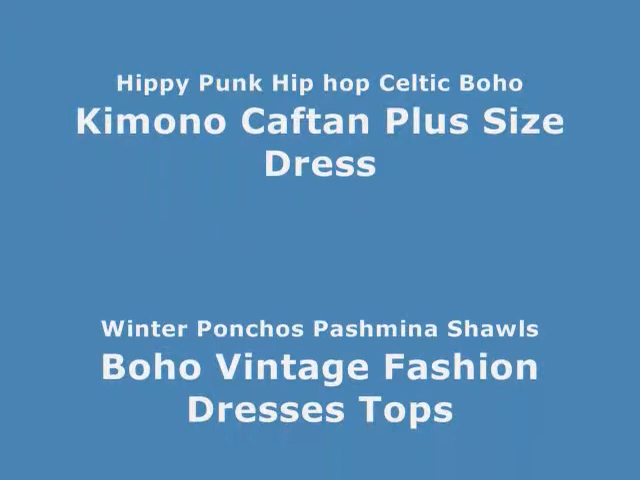 Hippy Punk Hip hop Celtic Boho
Kimono Caftan Plus Size
Dress
Winter Ponchos Pashmina Shawls
Boho Vintage Fashion
Dresses Tops